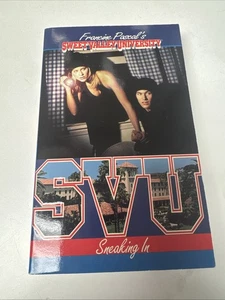 Francine Pascal's
SWEET VALLEY UNIVERSITY
SVU
Sneaking In